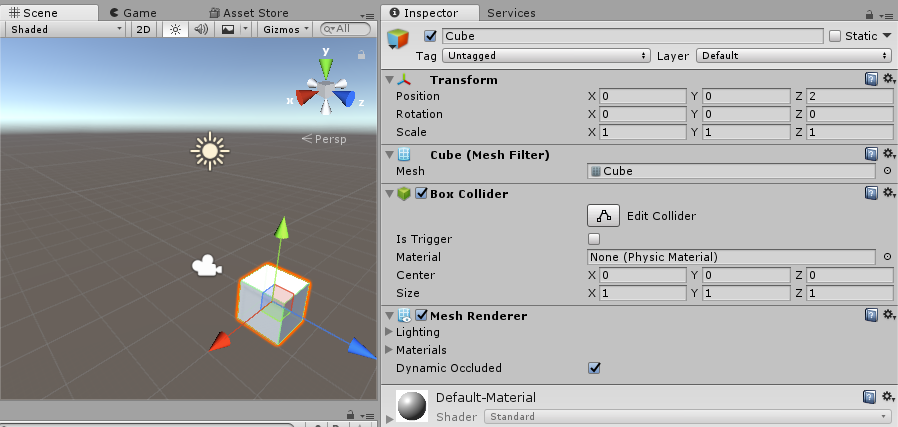 Scene Game Asset Store
Shaded 2D Gizmos All
y
x
z
Persp
Inspector Services
Cube Static
Tag Untagged Layer Default
Transform
Position X 0 Y 0 Z 2
Rotation X 0 Y 0 Z 0
Scale X 1 Y 1 Z 1
Cube (Mesh Filter)
Mesh Cube
Box Collider
Edit Collider
Is Trigger
Material None (Physic Material)
Center X 0 Y 0 Z 0
Size X 1 Y 1 Z 1
Mesh Renderer
Lighting
Materials
Dynamic Occluded
Default-Material
Shader Standard